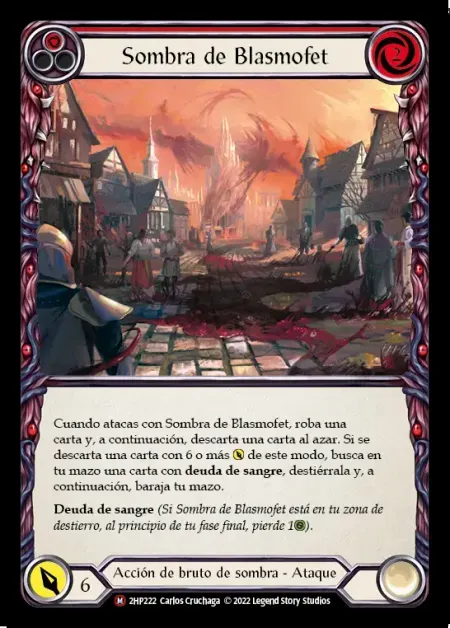 2
Sombra de Blasmofet
Cuando atacas con Sombra de Blasmofet, roba una
carta y, a continuación, descarta una carta al azar. Si se
descarta una carta con 6 o más de este modo, busca en
tu mazo una carta con deuda de sangre, destiérrala y, a
continuación, baraja tu mazo.
Deuda de sangre (Si Sombra de Blasmofet está en tu zona de
destierro, al principio de tu fase final, pierde 1).
6
Acción de bruto de sombra - Ataque
M 2HP222 Carlos Cruchaga © 2022 Legend Story Studios